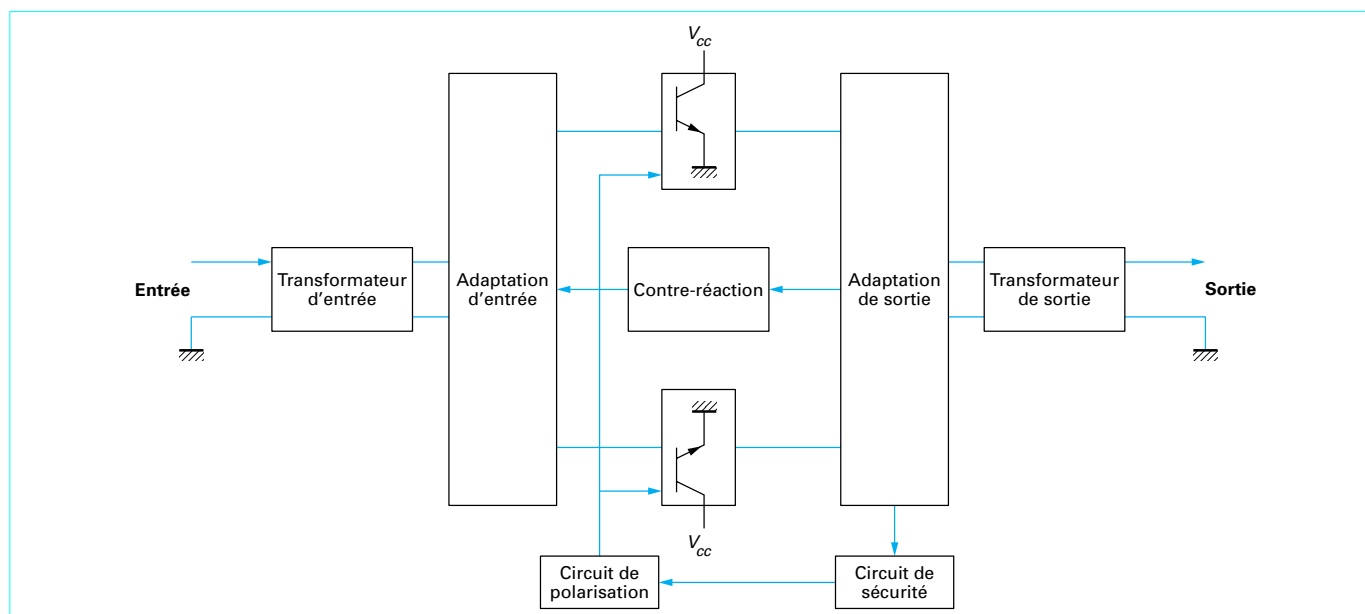 Vcc
Entrée
Transformateur
d'entrée
Adaptation
d'entrée
Contre-réaction
Adaptation
de sortie
Transformateur
de sortie
Sortie
Vcc
Circuit de
polarisation
Circuit de
sécurité